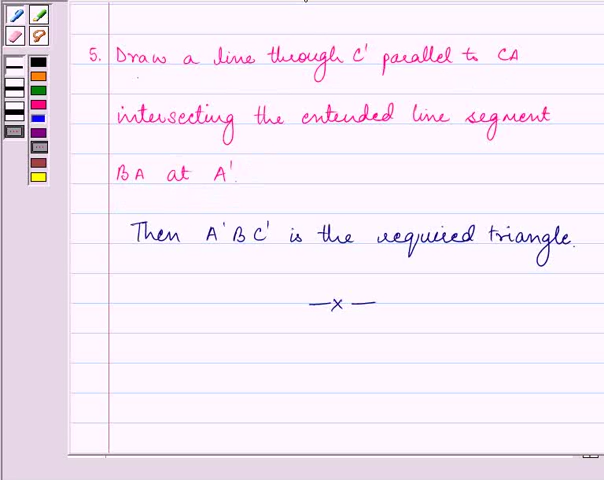 5. Draw a line through C' parallel to CA
intersecting the extended line segment
BA at A'.
Then A'BC' is the required triangle.
—x—